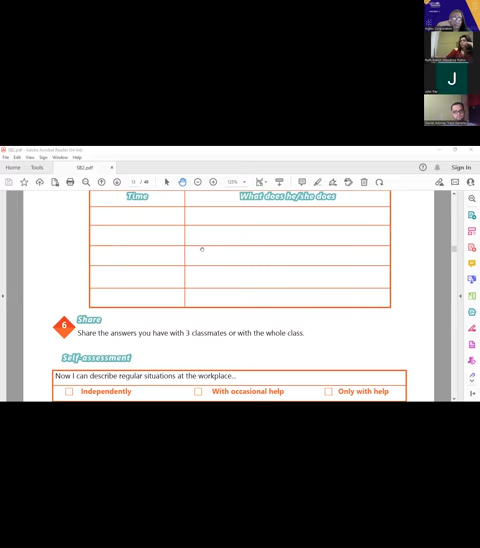 John Ray
SB2.pdf - Adobe Acrobat Reader (64-bit)
File Edit View Sign Window Help
Home Tools SB2.pdf × Sign In
13 / 48 125%
Time What does he/she does
6 Share
Share the answers you have with 3 classmates or with the whole class.
Self-assessment
Now I can describe regular situations at the workplace...
Independently With occasional help Only with help